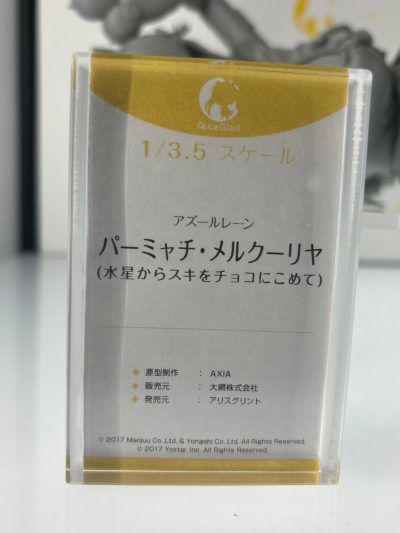 Alice Glint
1/3.5 スケール
アズールレーン
パーミャチ・メルクーリヤ
(水星からスキをチョコにこめて)
◆ 原型制作 : AXIA
◆ 販売元 : 大網株式会社
◆ 発売元 : アリスグリント
© 2017 Manjuu Co.,Ltd. & Yongshi Co.,Ltd. All Rights Reserved.
© 2017 Yostar, Inc. All Rights Reserved.